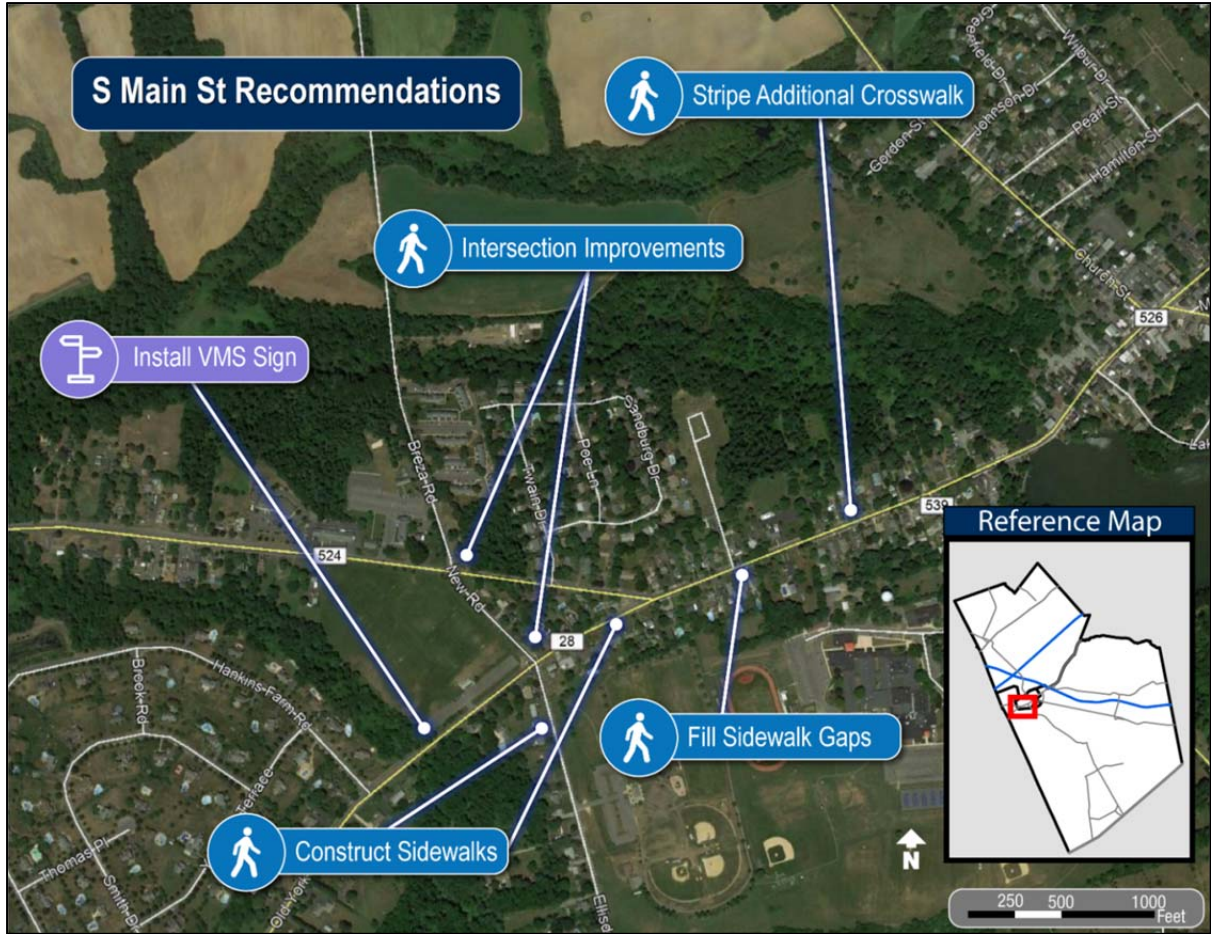 S Main St Recommendations
Stripe Additional Crosswalk
Greenfield Dr
Wilbur Dr
Johnson Dr
Pearl St
Gordon St
Hamilton St
Intersection Improvements
Church St
526
Install VMS Sign
Sandburg Dr
Poe Ln
Twain Dr
Breza Rd
539
524
New Rd
28
Reference Map
Brook Rd
Hankins Farm Rd
Fill Sidewalk Gaps
Terrace
Construct Sidewalks
Thomas Pl
Smith Dr
Old York
Ellisd
N
250 500 1000
Feet